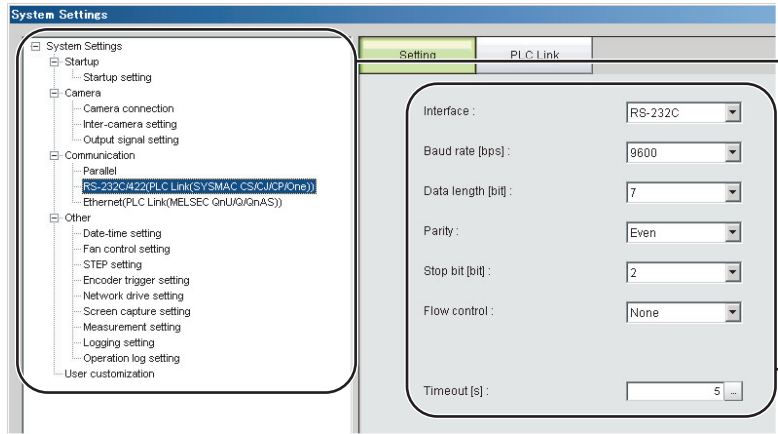 System Settings
System Settings
Startup
Startup setting
Camera
Camera connection
Inter-camera setting
Output signal setting
Communication
Parallel
RS-232C/422(PLC Link(SYSMAC CS/CJ/CP/One))
Ethernet(PLC Link(MELSEC QnU/Q/QnAS))
Other
Date-time setting
Fan control setting
STEP setting
Encoder trigger setting
Network drive setting
Screen capture setting
Measurement setting
Logging setting
Operation log setting
User customization
Setting PLC Link
Interface : RS-232C
Baud rate [bps] : 9600
Data length [bit] : 7
Parity : Even
Stop bit [bit] : 2
Flow control : None
Timeout [s] : 5 ...